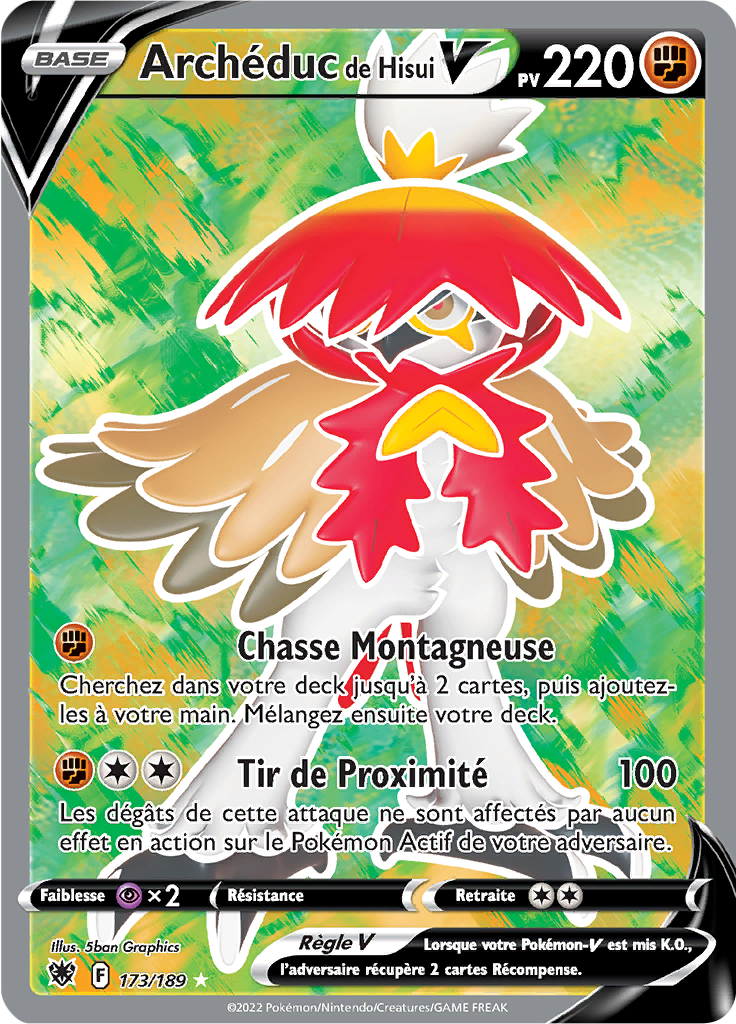 BASE
Archéduc de Hisui V PV 220
Chasse Montagneuse
Cherchez dans votre deck jusqu'à 2 cartes, puis ajoutez-
les à votre main. Mélangez ensuite votre deck.
Tir de Proximité 100
Les dégâts de cette attaque ne sont affectés par aucun
effet en action sur le Pokémon Actif de votre adversaire.
Faiblesse ×2 Résistance Retraite
Illus. 5ban Graphics
Règle V Lorsque votre Pokémon-V est mis K.O.,
l'adversaire récupère 2 cartes Récompense.
F 173/189
©2022 Pokémon/Nintendo/Creatures/GAME FREAK